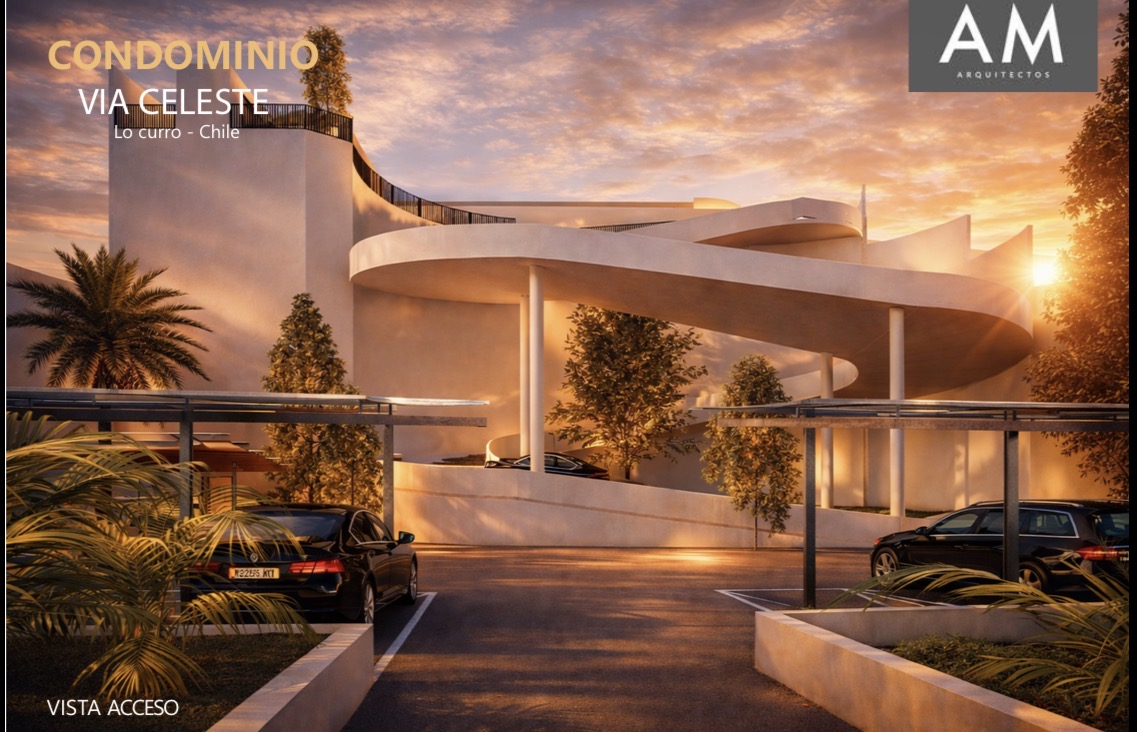 CONDOMINIO
VIA CELESTE
Lo curro - Chile
AM
ARQUITECTOS
VISTA ACCESO